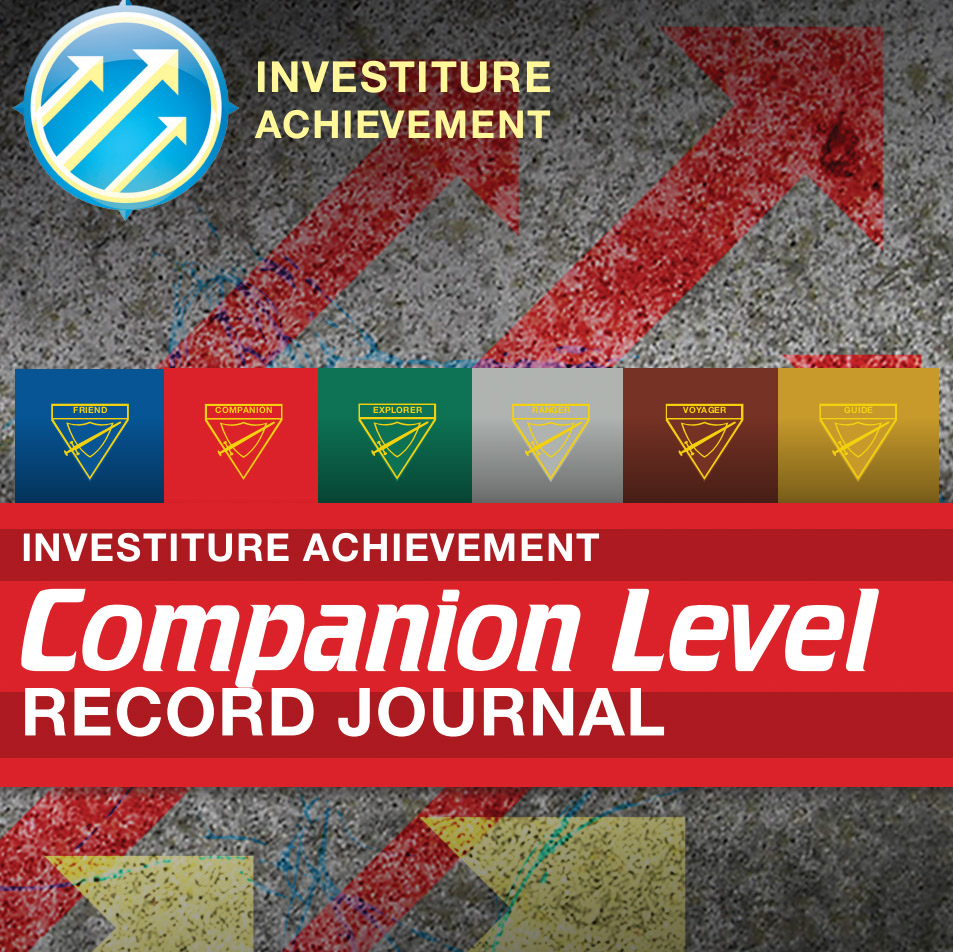 INVESTITURE
ACHIEVEMENT
FRIEND
COMPANION
EXPLORER
RANGER
VOYAGER
GUIDE
INVESTITURE ACHIEVEMENT
Companion Level
RECORD JOURNAL